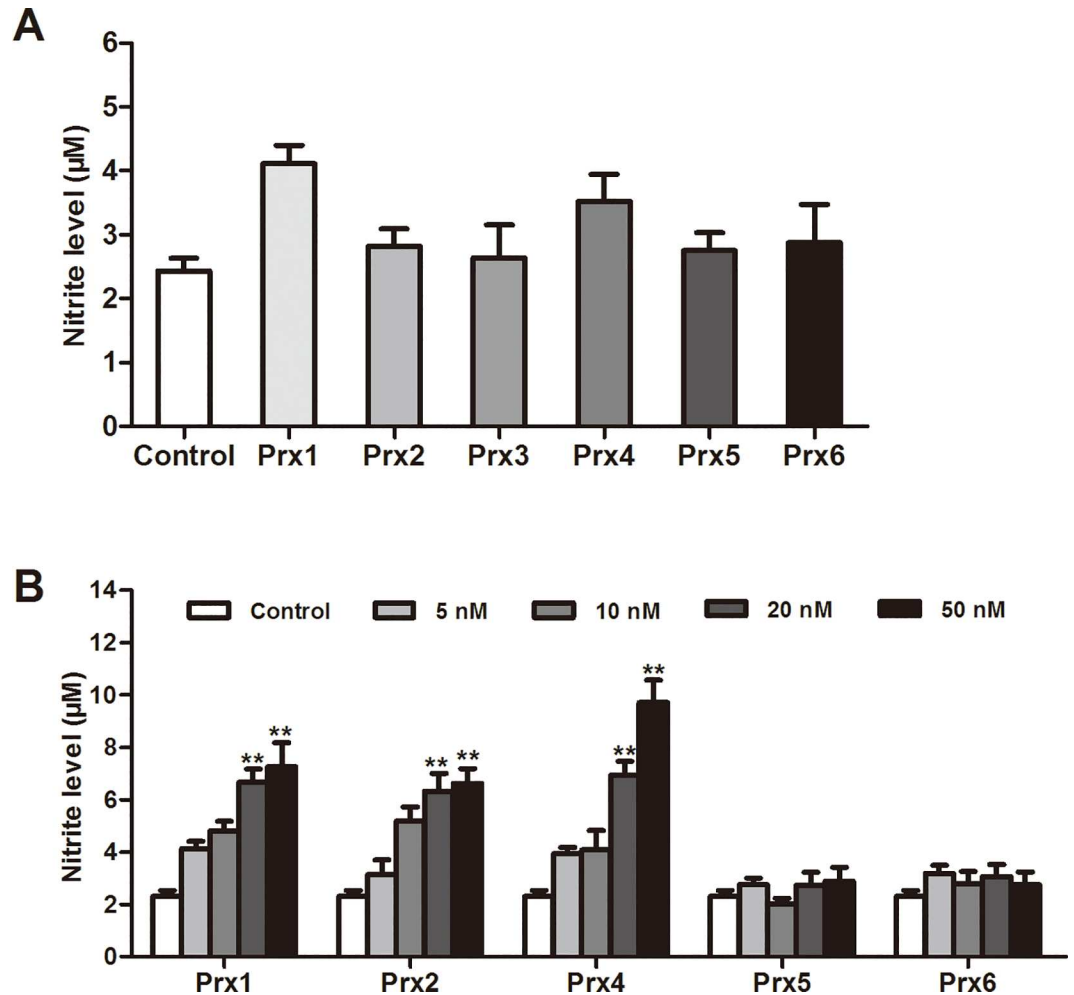 A
6
5
4
3
2
1
0
Nitrite level (µM)
Control Prx1 Prx2 Prx3 Prx4 Prx5 Prx6
B
14
12
10
8
6
4
2
0
Nitrite level (µM)
Control 5 nM 10 nM 20 nM 50 nM
** ** ** ** ** **
Prx1 Prx2 Prx4 Prx5 Prx6